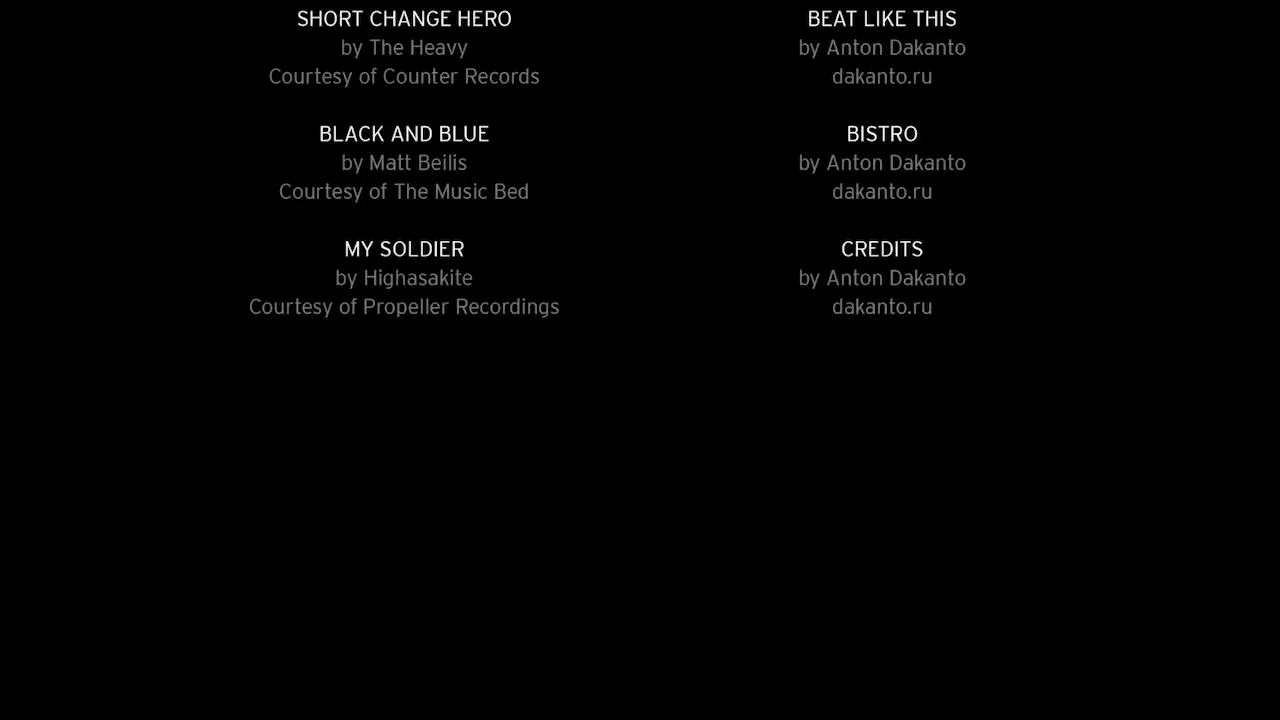 SHORT CHANGE HERO
by The Heavy
Courtesy of Counter Records
BLACK AND BLUE
by Matt Beilis
Courtesy of The Music Bed
MY SOLDIER
by Highasakite
Courtesy of Propeller Recordings
BEAT LIKE THIS
by Anton Dakanto
dakanto.ru
BISTRO
by Anton Dakanto
dakanto.ru
CREDITS
by Anton Dakanto
dakanto.ru